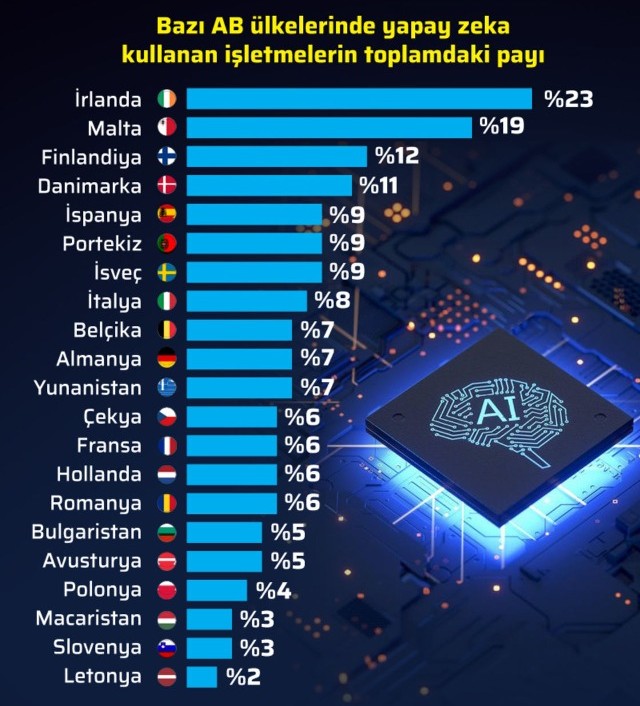 Bazı AB ülkelerinde yapay zeka
kullanan işletmelerin toplamdaki payı
İrlanda %23
Malta %19
Finlandiya %12
Danimarka %11
İspanya %9
Portekiz %9
İsveç %9
İtalya %8
Belçika %7
Almanya %7
Yunanistan %7
Çekya %6
Fransa %6
Hollanda %6
Romanya %6
Bulgaristan %5
Avusturya %5
Polonya %4
Macaristan %3
Slovenya %3
Letonya %2
AI